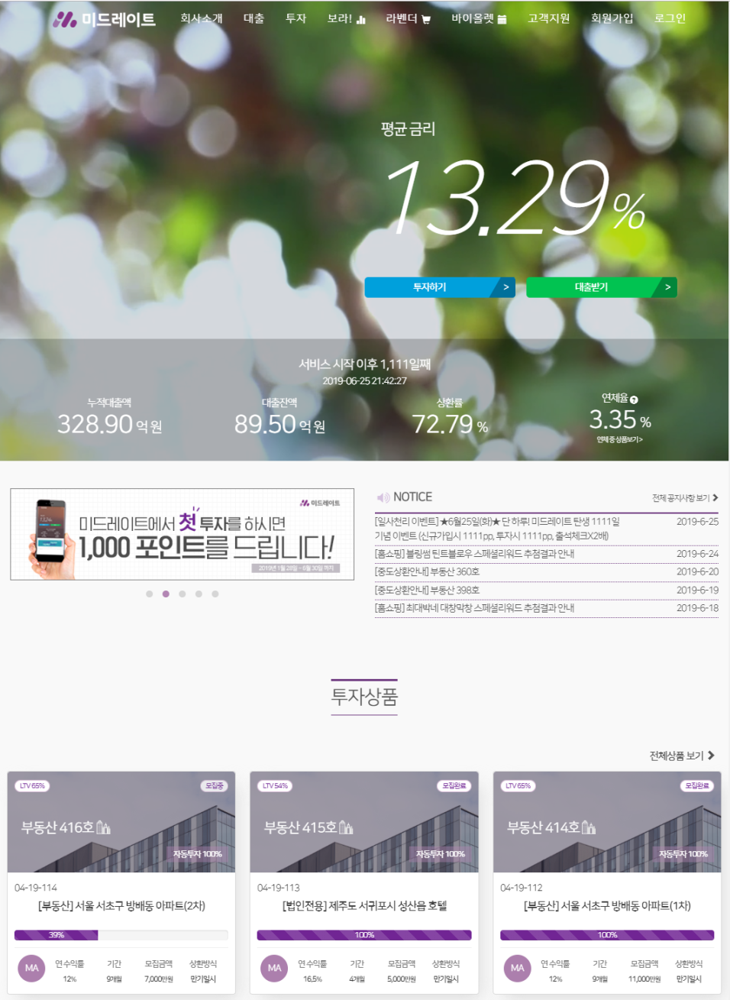 미드레이트 회사소개 대출 투자 보라! 라벤더 바이올렛 고객지원 회원가입 로그인
평균 금리
13.29%
투자하기 > 대출받기 >
서비스 시작 이후 1,111일째
2019-06-25 21:42:27
누적대출액 대출잔액 상환률 연체율 ?
328.90 억 원 89.50 억 원 72.79 % 3.35 %
연체 중 상품보기 >
미드레이트
미드레이트에서 첫 투자를 하시면
1,000 포인트를 드립니다!
2019년 1월 28일 ~ 6월 30일 까지
NOTICE 전체 공지사항 보기
[일사천리 이벤트] ★6월25일(화)★ 단 하루! 미드레이트 탄생 1111일 2019-6-25
기념 이벤트 (신규가입시 1111pp, 투자시 1111pp, 출석체크X2배)
[홈쇼핑] 블링썸 틴트블로우 스페셜리워드 추첨결과 안내 2019-6-24
[중도상환안내] 부동산 360호 2019-6-20
[중도상환안내] 부동산 398호 2019-6-19
[홈쇼핑] 최대박네 대창막창 스페셜리워드 추첨결과 안내 2019-6-18
투자상품
전체상품 보기
LTV 65% 모집중
부동산 416호
자동투자 100%
04-19-114
[부동산] 서울 서초구 방배동 아파트(2차)
39%
MA 연 수익률 기간 모집금액 상환방식
12% 9개월 7,000만원 만기일시
LTV 54% 모집완료
부동산 415호
자동투자 100%
04-19-113
[법인전용] 제주도 서귀포시 성산읍 호텔
100%
MA 연 수익률 기간 모집금액 상환방식
16.5% 4개월 5,000만원 만기일시
LTV 65% 모집완료
부동산 414호
자동투자 100%
04-19-112
[부동산] 서울 서초구 방배동 아파트(1차)
100%
MA 연 수익률 기간 모집금액 상환방식
12% 9개월 11,000만원 만기일시